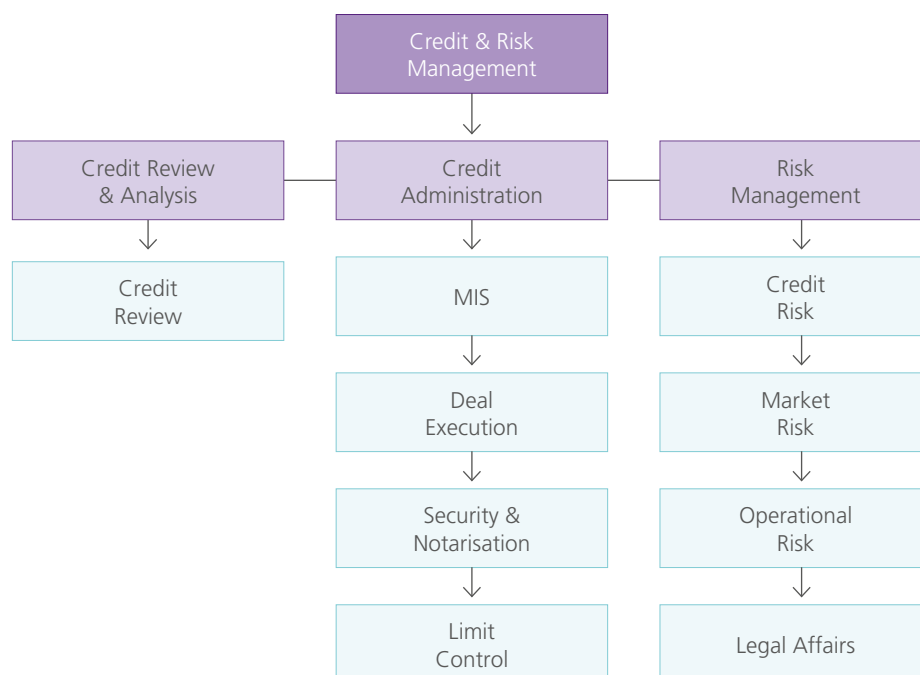 Credit & Risk
Management
Credit Review
& Analysis
Credit
Administration
Risk
Management
Credit
Review
MIS
Credit
Risk
Deal
Execution
Market
Risk
Security &
Notarisation
Operational
Risk
Limit
Control
Legal Affairs